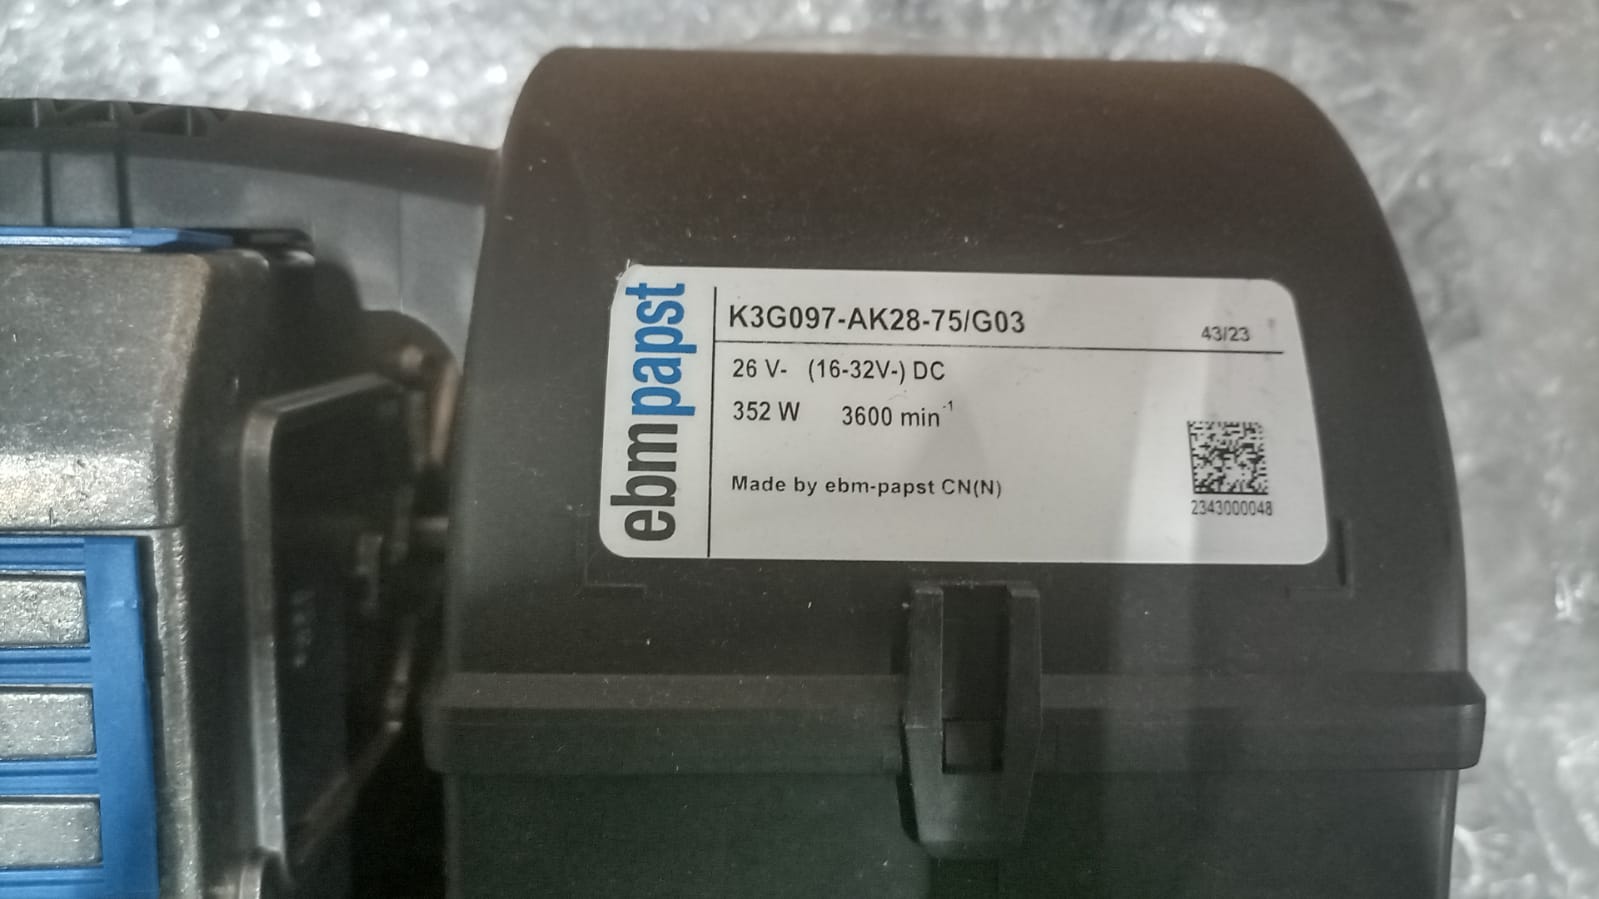 ebmpapst
K3G097-AK28-75/G03 43/23
26 V- (16-32V-) DC
352 W 3600 min⁻¹
Made by ebm-papst CN(N)
2343000048